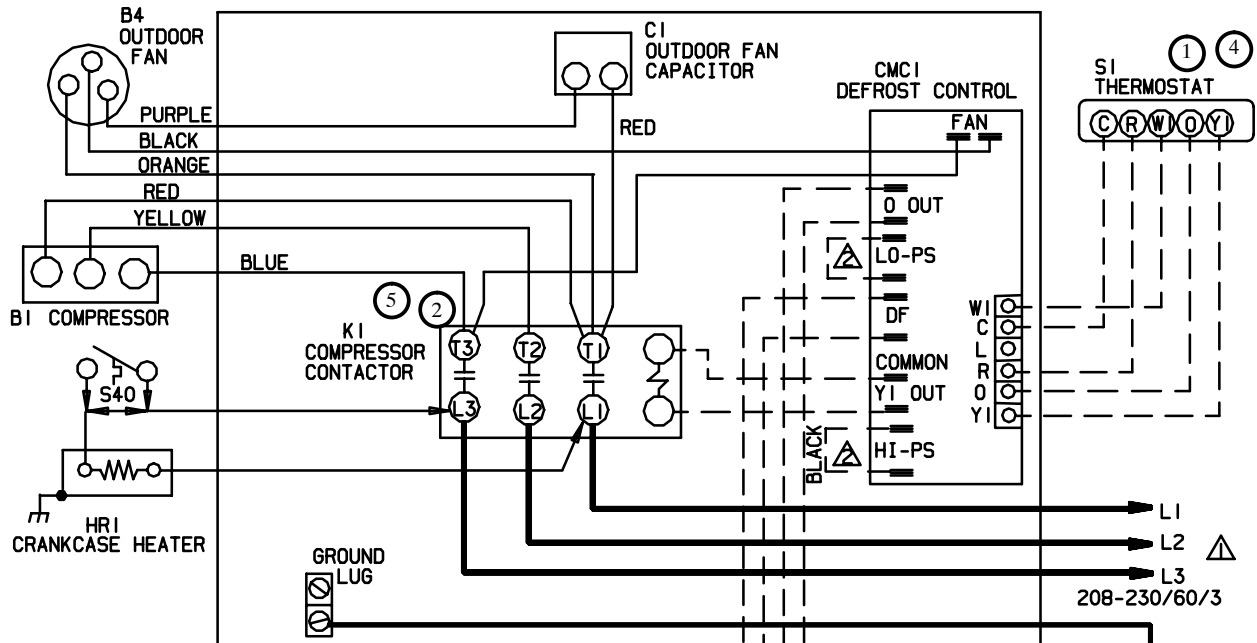 B4
OUTDOOR
FAN
C1
OUTDOOR FAN
CAPACITOR
CMC1
DEFROST CONTROL
FAN
1
4
S1
THERMOSTAT
C R W1 O Y1
PURPLE
BLACK
ORANGE
RED
YELLOW
BLUE
RED
B1 COMPRESSOR
5
2
K1
COMPRESSOR
CONTACTOR
T3 T2 T1
L3 L2 L1
S40
HR1
CRANKCASE HEATER
GROUND
LUG
O OUT
2
LO-PS
DF
COMMON
Y1 OUT
BLACK
2
HI-PS
W1
C
L
R
O
Y1
L1
L2
1
L3
208-230/60/3